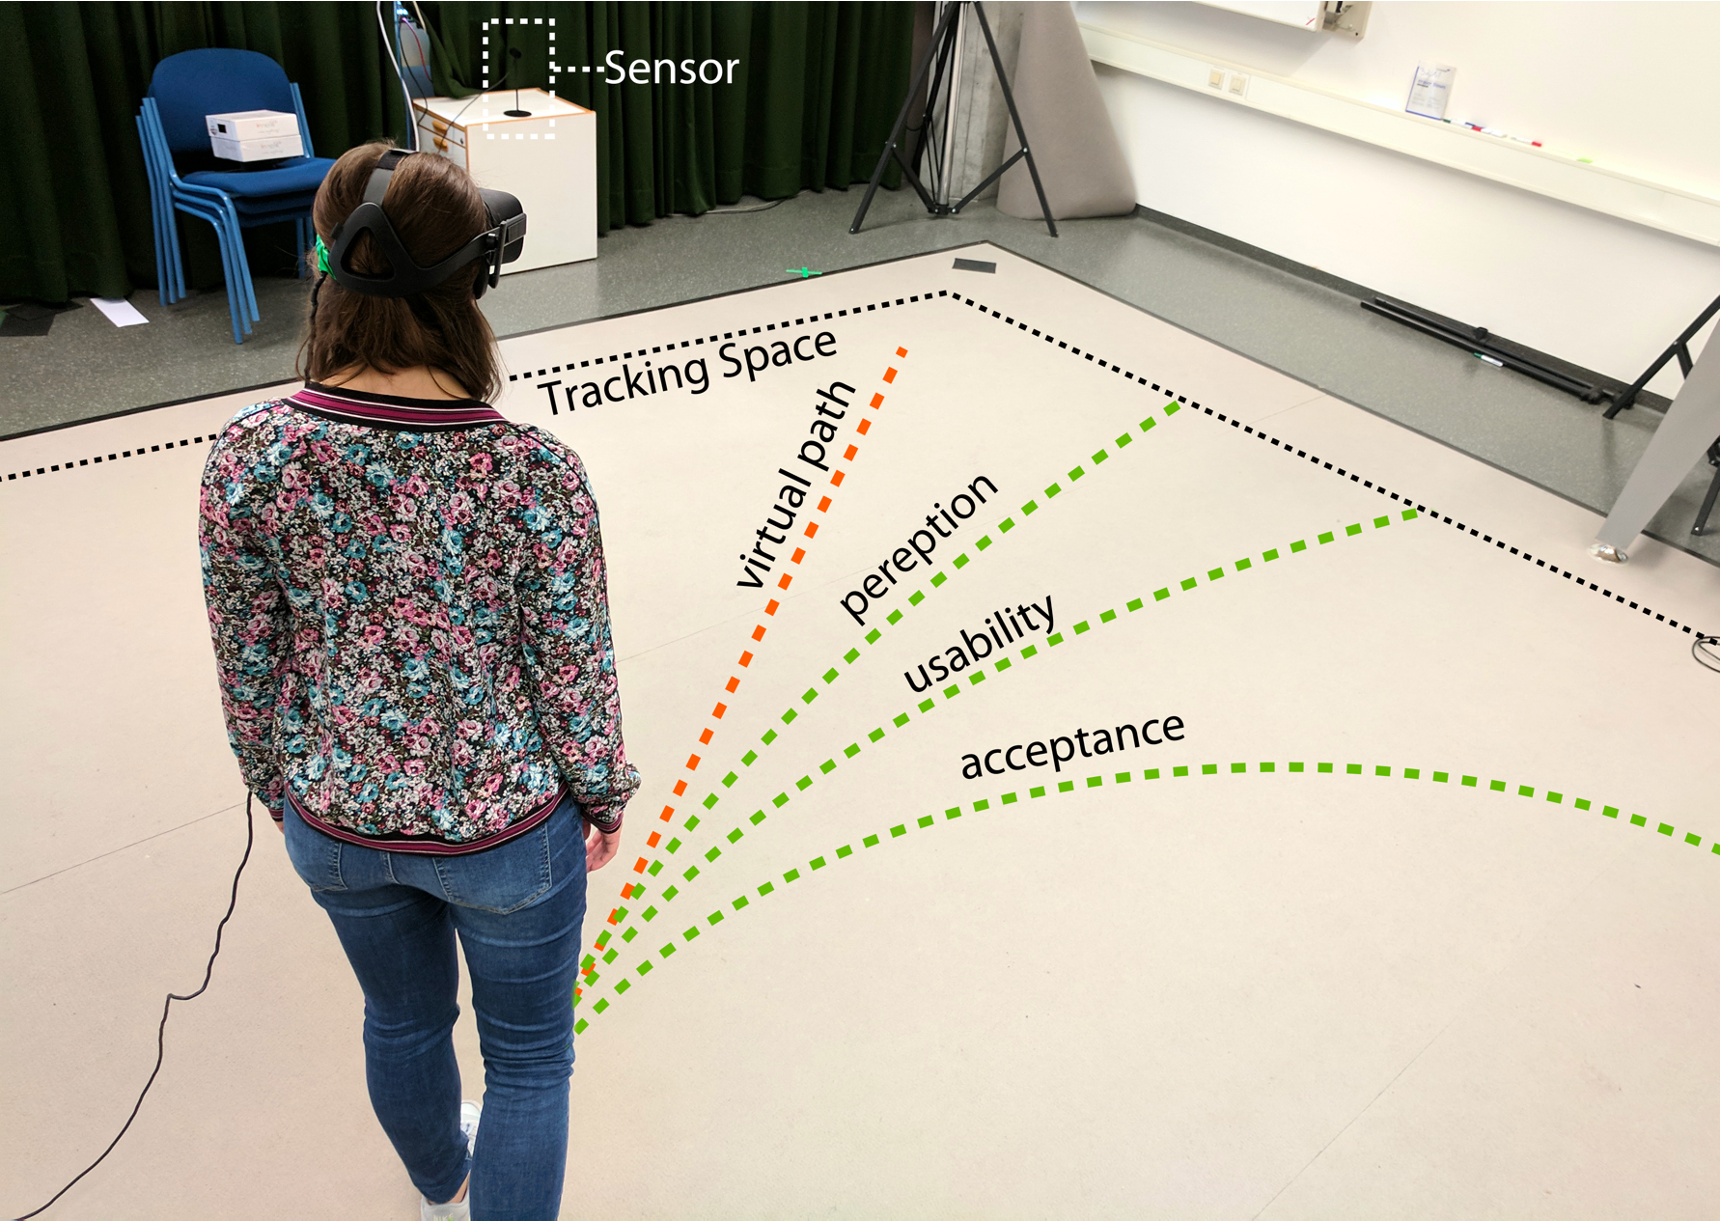 Sensor
Tracking Space
virtual path
pereption
usability
acceptance